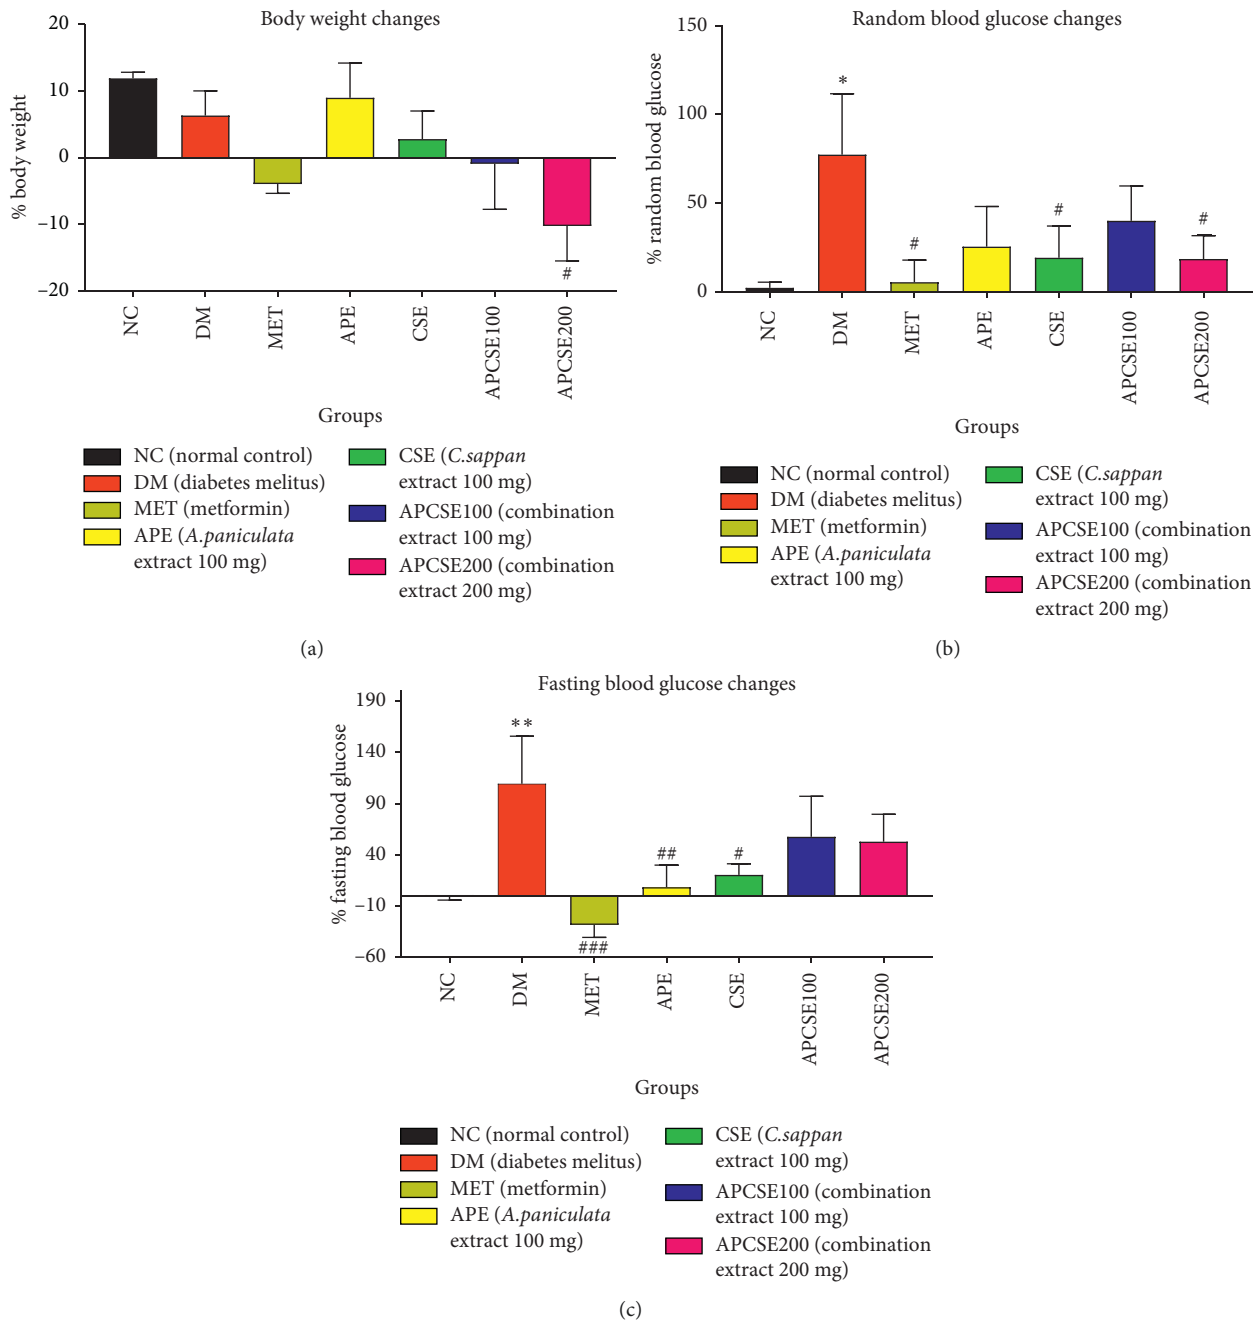 Body weight changes
% body weight
20
10
0
–10
–20
#
NC
DM
MET
APE
CSE
APCSE100
APCSE200
Groups
NC (normal control)
DM (diabetes melitus)
MET (metformin)
APE (A.paniculata
extract 100 mg)
CSE (C.sappan
extract 100 mg)
APCSE100 (combination
extract 100 mg)
APCSE200 (combination
extract 200 mg)
(a)
Random blood glucose changes
% random blood glucose
150
100
50
0
*
#
#
#
NC
DM
MET
APE
CSE
APCSE100
APCSE200
Groups
NC (normal control)
DM (diabetes melitus)
MET (metformin)
APE (A.paniculata
extract 100 mg)
CSE (C.sappan
extract 100 mg)
APCSE100 (combination
extract 100 mg)
APCSE200 (combination
extract 200 mg)
(b)
Fasting blood glucose changes
% fasting blood glucose
190
140
90
40
–10
–60
**
###
##
#
NC
DM
MET
APE
CSE
APCSE100
APCSE200
Groups
NC (normal control)
DM (diabetes melitus)
MET (metformin)
APE (A.paniculata
extract 100 mg)
CSE (C.sappan
extract 100 mg)
APCSE100 (combination
extract 100 mg)
APCSE200 (combination
extract 200 mg)
(c)